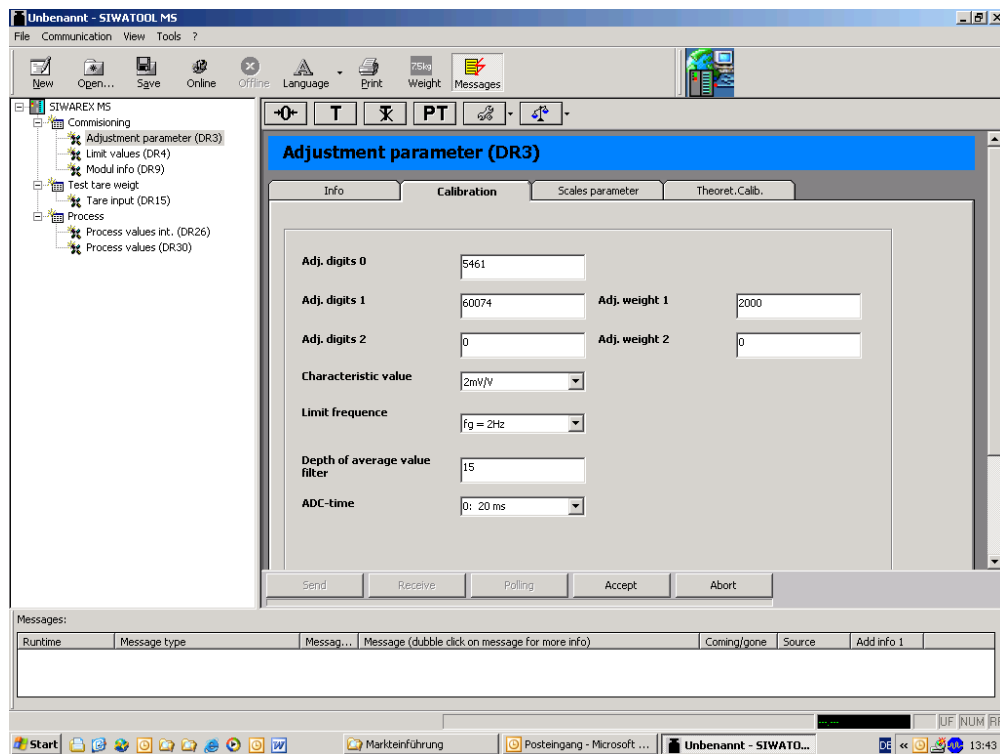 Unbenannt - SIWATOOL MS
File Communication View Tools ?
New Open... Save Online Offline Language Print Weight Messages
75kg
SIWAREX MS
Commisioning
Adjustment parameter (DR3)
Limit values (DR4)
Modul info (DR9)
Test tare weigt
Tare input (DR15)
Process
Process values int. (DR26)
Process values (DR30)
0 T T PT
Adjustment parameter (DR3)
Info Calibration Scales parameter Theoret.Calib.
Adj. digits 0 5461
Adj. digits 1 60074 Adj. weight 1 2000
Adj. digits 2 0 Adj. weight 2 0
Characteristic value 2mV/V
Limit frequence fg = 2Hz
Depth of average value
filter 15
ADC-time 0: 20 ms
Send Receive Polling Accept Abort
Messages:
Runtime Message type Messag... Message (dubble click on message for more info) Coming/gone Source Add info 1
UF NUM
Start Markteinführung Posteingang - Microsoft ... Unbenannt - SIWATO... DE « 13:43